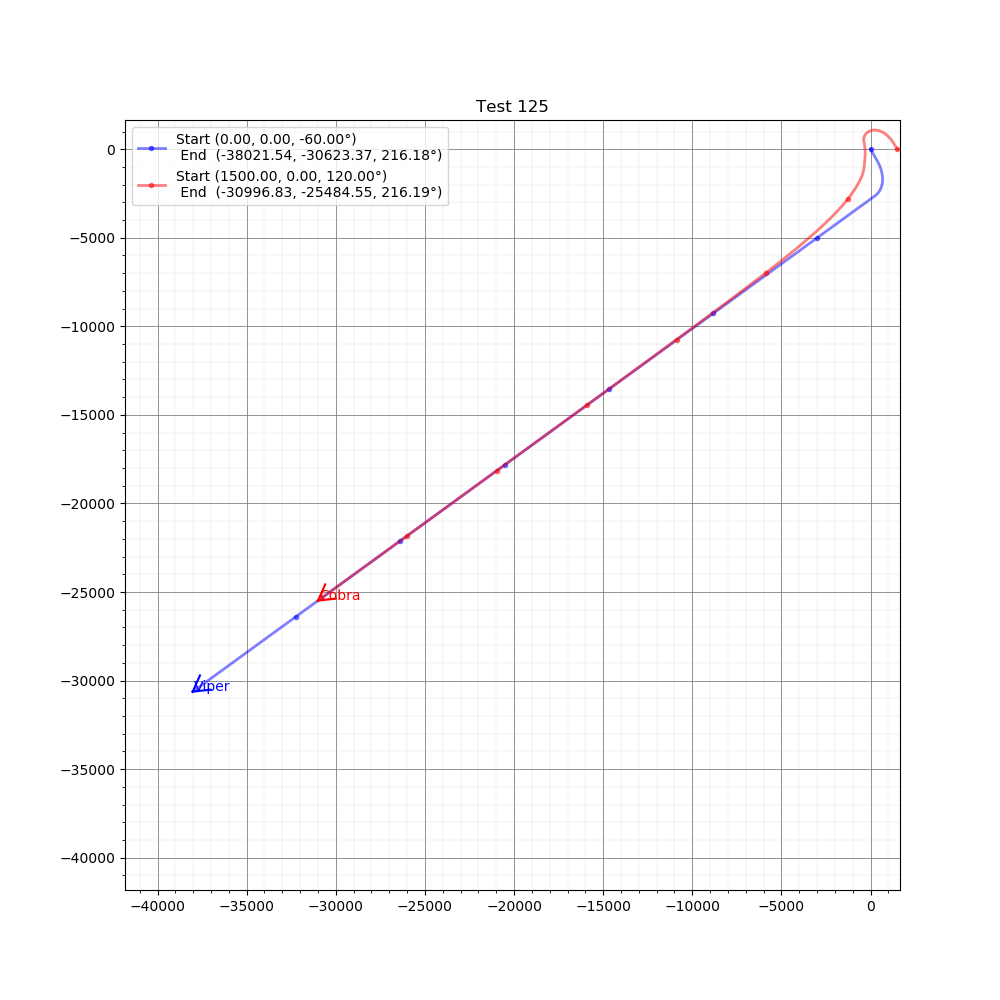 Test 125
Start (0.00, 0.00, -60.00°)
End (-38021.54, -30623.37, 216.18°)
Start (1500.00, 0.00, 120.00°)
End (-30996.83, -25484.55, 216.19°)
0
−5000
−10000
−15000
−20000
−25000
−30000
−35000
−40000
Cobra
Viper
−40000 −35000 −30000 −25000 −20000 −15000 −10000 −5000 0